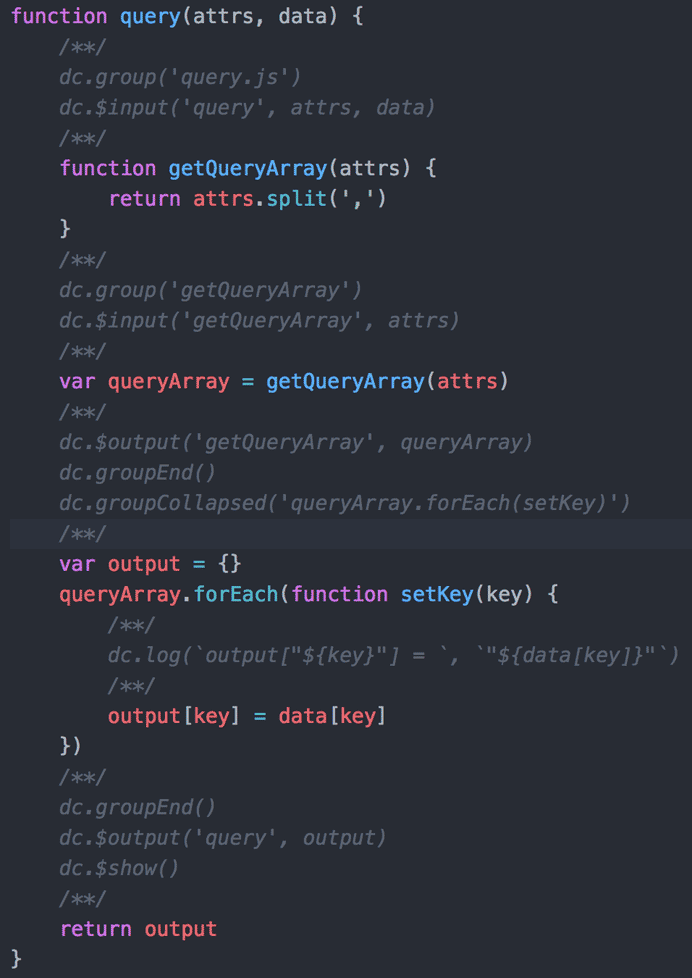 function query(attrs, data) {
    /**/
    dc.group('query.js')
    dc.$input('query', attrs, data)
    /**/
    function getQueryArray(attrs) {
        return attrs.split(',')
    }
    /**/
    dc.group('getQueryArray')
    dc.$input('getQueryArray', attrs)
    /**/
    var queryArray = getQueryArray(attrs)
    /**/
    dc.$output('getQueryArray', queryArray)
    dc.groupEnd()
    dc.groupCollapsed('queryArray.forEach(setKey)')
    /**/
    var output = {}
    queryArray.forEach(function setKey(key) {
        /**/
        dc.log(`output["${key}"] = `, `"${data[key]}"`)
        /**/
        output[key] = data[key]
    })
    /**/
    dc.groupEnd()
    dc.$output('query', output)
    dc.$show()
    /**/
    return output
}